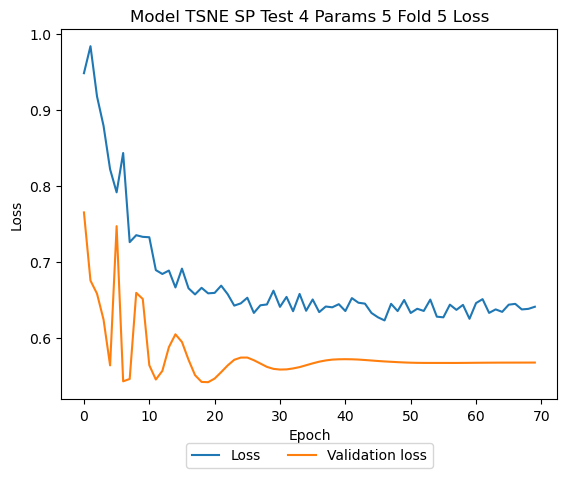 Model TSNE SP Test 4 Params 5 Fold 5 Loss
1.0
0.9
0.8
0.7
0.6
Loss
0 10 20 30 40 50 60 70
Epoch
Loss Validation loss